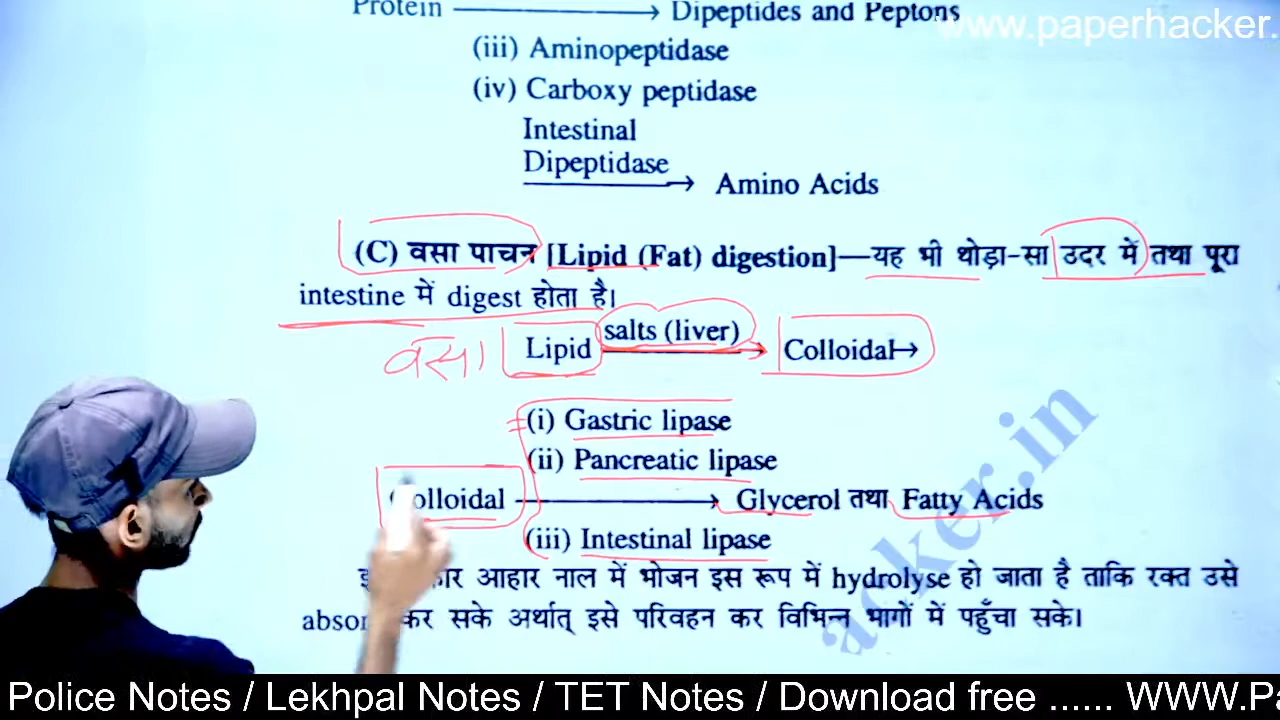 Protein ⟶ Dipeptides and Peptons
www.paperhacker.
(iii) Aminopeptidase
(iv) Carboxy peptidase
Intestinal
Dipeptidase
⟶ Amino Acids
(C) वसा पाचन [Lipid (Fat) digestion]—यह भी थोड़ा-सा उदर में तथा पूरा
intestine में digest होता है।
salts (liver)
वसा Lipid ⟶ Colloidal→
(i) Gastric lipase
(ii) Pancreatic lipase
Colloidal ⟶ Glycerol तथा Fatty Acids
(iii) Intestinal lipase
आहार नाल में भोजन इस रूप में hydrolyse हो जाता है ताकि रक्त उसे
कर सके अर्थात् इसे परिवहन कर विभिन्न भागों में पहुँचा सके।
acker.in
Police Notes / Lekhpal Notes / TET Notes / Download free ...... WWW.Pa